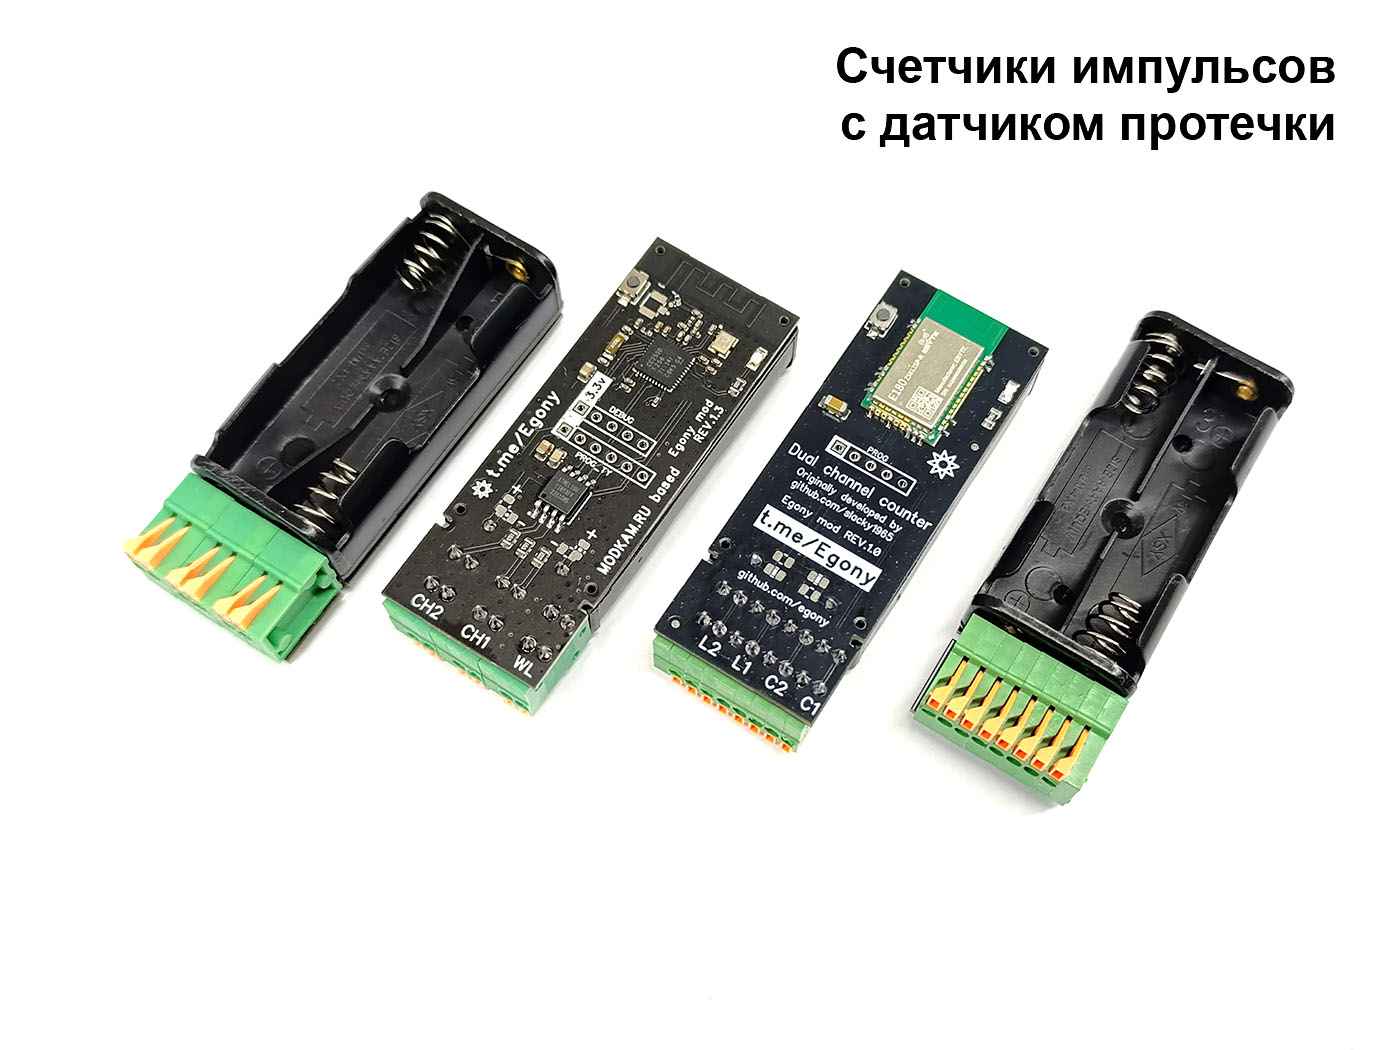 Счетчики импульсов
с датчиком протечки
3.3v
DEBUG
PROG_FY
t.me/Egony
MODKAM.RU based
Egony mod
REV.1.3
CH2
CH1
WL
E180
PROG
Dual channel counter
Originally developed by
github.com/slacky1965
Egony mod REV.1.0
t.me/Egony
github.com/egony
L2
L1
C2
C1
MSX